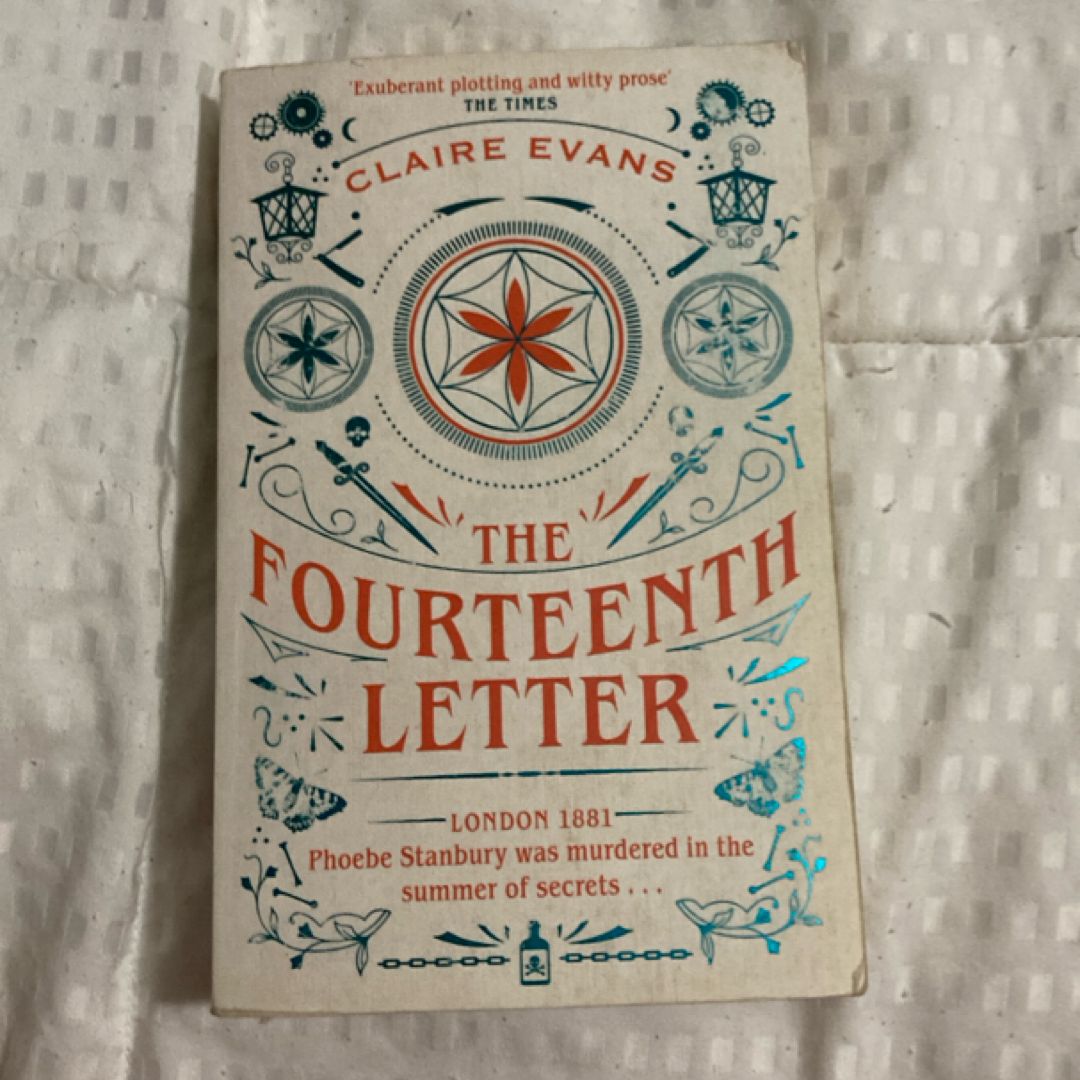 'Exuberant plotting and witty prose'
THE TIMES
CLAIRE EVANS
THE
FOURTEENTH
LETTER
LONDON 1881
Phoebe Stanbury was murdered in the
summer of secrets . . .